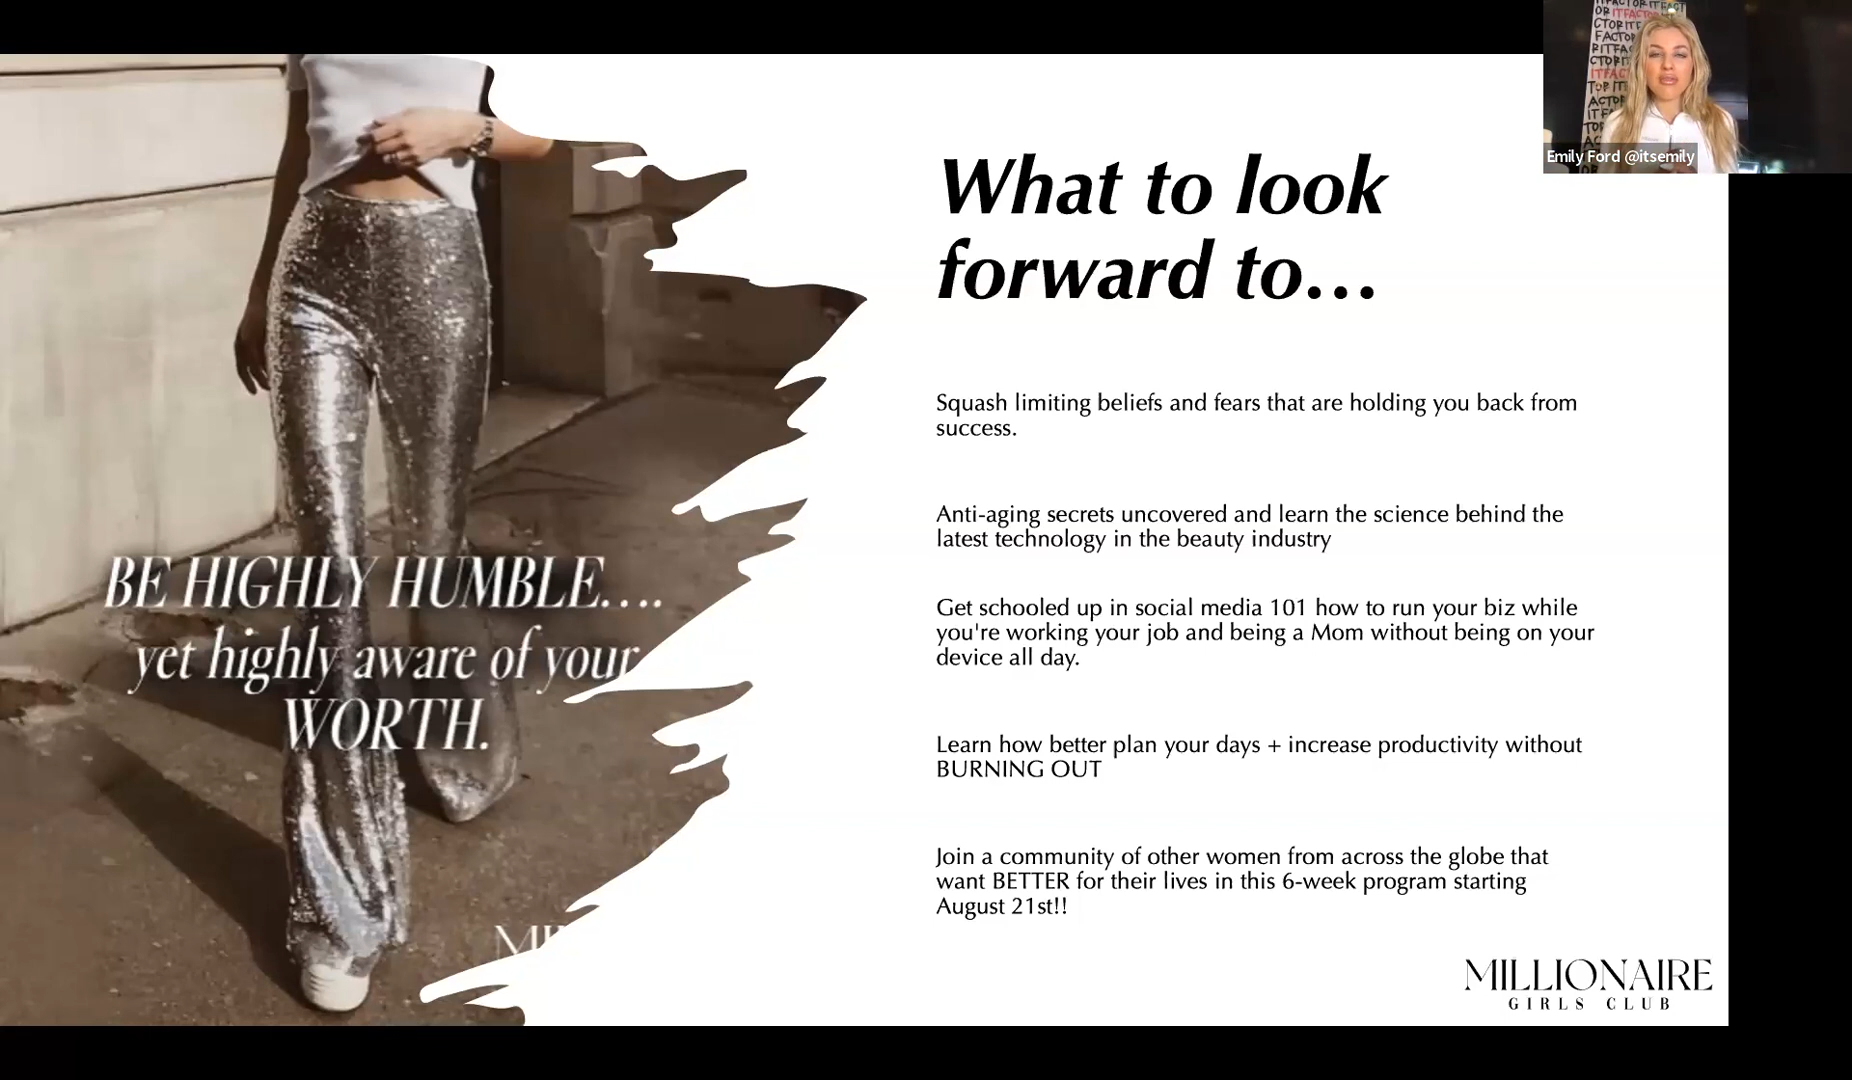 What to look
forward to...
Squash limiting beliefs and fears that are holding you back from
success.
Anti-aging secrets uncovered and learn the science behind the
latest technology in the beauty industry
Get schooled up in social media 101 how to run your biz while
you're working your job and being a Mom without being on your
device all day.
Learn how better plan your days + increase productivity without
BURNING OUT
Join a community of other women from across the globe that
want BETTER for their lives in this 6-week program starting
August 21st!!
MILLIONAIRE
GIRLS CLUB
BE HIGHLY HUMBLE....
yet highly aware of your
WORTH.
Emily Ford @itsemily